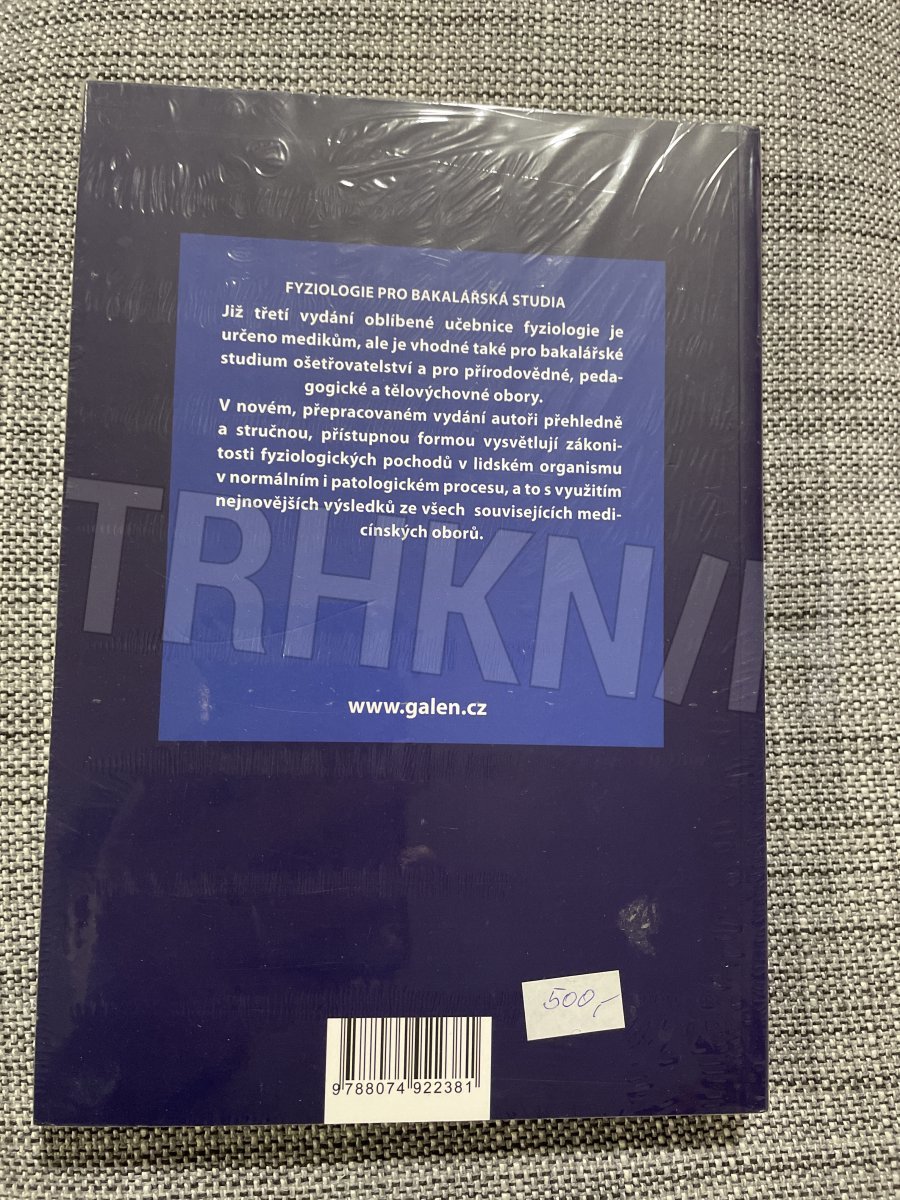 FYZIOLOGIE PRO BAKALÁŘSKÁ STUDIA
Již třetí vydání oblíbené učebnice fyziologie je
určeno medikům, ale je vhodné také pro bakalářské
studium ošetřovatelství a pro přírodovědné, peda-
gogické a tělovýchovné obory.
V novém, přepracovaném vydání autoři přehledně
a stručnou, přístupnou formou vysvětlují zákoni-
tosti fyziologických pochodů v lidském organismu
v normálním i patologickém procesu, a to s využitím
nejnovějších výsledků ze všech souvisejících medi-
cínských oborů.
TRHKNIH
www.galen.cz
500,-
9788074922381